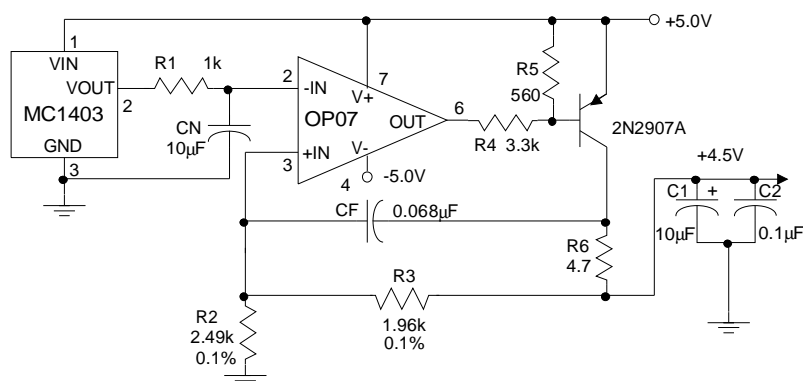 +5.0V
1
VIN
R1
1k
7
R5
560
VOUT
2
2
-IN
V+
MC1403
OP07
6
OUT
2N2907A
GND
CN
10µF
R4
3.3k
3
3
+IN
V-
4
-5.0V
+4.5V
CF
0.068µF
C1
+
C2
10µF
0.1µF
R6
4.7
R3
1.96k
0.1%
R2
2.49k
0.1%